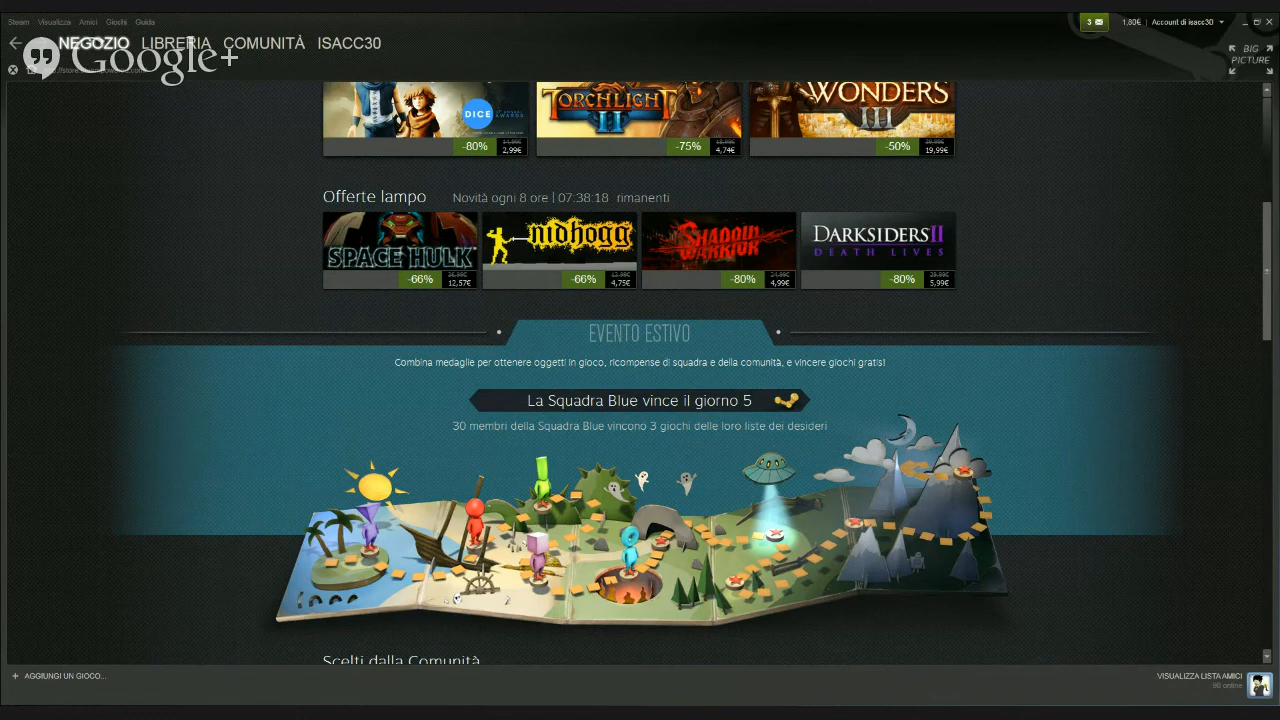 Steam Visualizza Amici Giochi Guida
3
1,80€ Account di isacc30
NEGOZIO LIBRERIA COMUNITÀ ISACC30
Google+
BIG PICTURE
DICE
AWARDS
TORCHLIGHT II
WONDERS III
-80% 2,99€
-75% 4,74€
-50% 19,99€
Offerte lampo Novità ogni 8 ore | 07:38:18 rimanenti
SPACE HULK
nidhogg
SHADOW WARRIOR
DARKSIDERS II
DEATH LIVES
-66% 12,57€
-66% 4,75€
-80% 4,99€
-80% 5,99€
EVENTO ESTIVO
Combina medaglie per ottenere oggetti in gioco, ricompense di squadra e della comunità, e vincere giochi gratis!
La Squadra Blue vince il giorno 5
30 membri della Squadra Blue vincono 3 giochi delle loro liste dei desideri
Scelti dalla Comunità
+ AGGIUNGI UN GIOCO...
VISUALIZZA LISTA AMICI